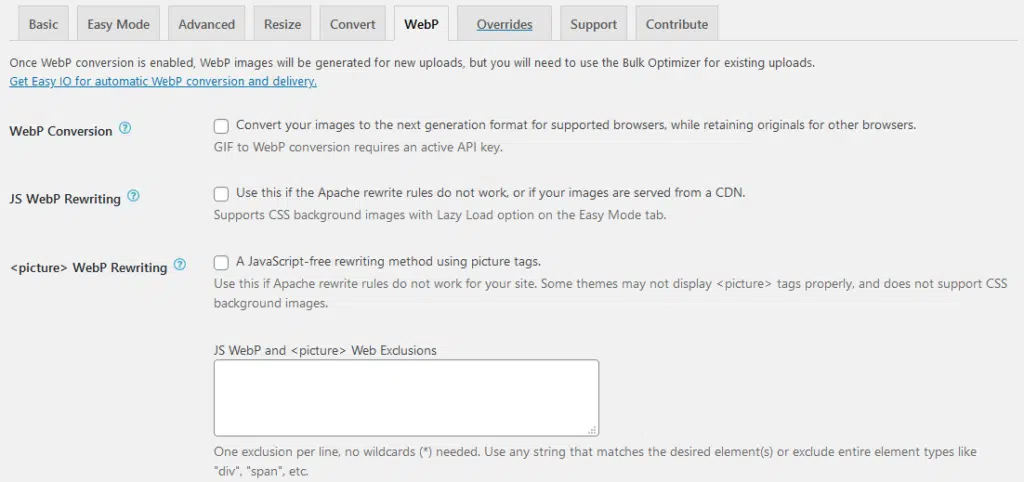 Basic
Easy Mode
Advanced
Resize
Convert
WebP
Overrides
Support
Contribute
Once WebP conversion is enabled, WebP images will be generated for new uploads, but you will need to use the Bulk Optimizer for existing uploads.
Get Easy IO for automatic WebP conversion and delivery.
WebP Conversion ?
Convert your images to the next generation format for supported browsers, while retaining originals for other browsers.
GIF to WebP conversion requires an active API key.
JS WebP Rewriting ?
Use this if the Apache rewrite rules do not work, or if your images are served from a CDN.
Supports CSS background images with Lazy Load option on the Easy Mode tab.
<picture> WebP Rewriting ?
A JavaScript-free rewriting method using picture tags.
Use this if Apache rewrite rules do not work for your site. Some themes may not display <picture> tags properly, and does not support CSS
background images.
JS WebP and <picture> Web Exclusions
One exclusion per line, no wildcards (*) needed. Use any string that matches the desired element(s) or exclude entire element types like
"div", "span", etc.